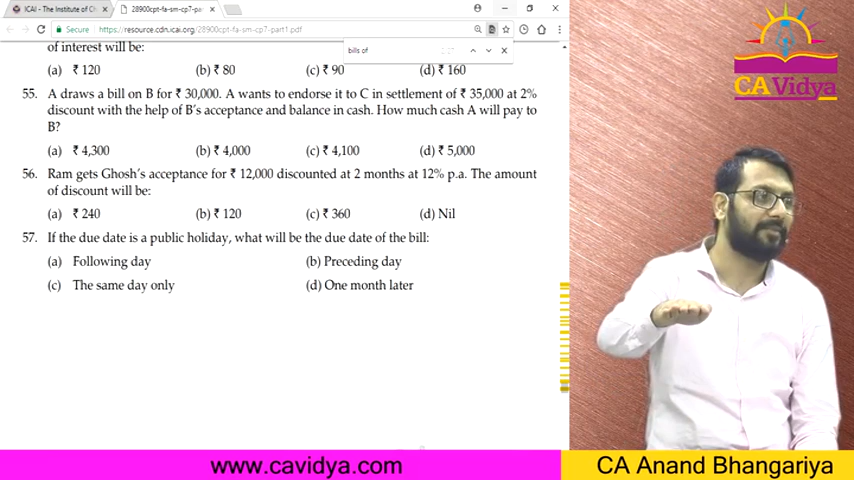 ICAI - The Institute of Ch
28900cpt-fa-sm-cp7-par
Secure
https://resource.cdn.icai.org/28900cpt-fa-sm-cp7-part1.pdf
bills of
of interest will be:
(a) ₹ 120 (b) ₹ 80 (c) ₹ 90 (d) ₹ 160
55. A draws a bill on B for ₹ 30,000. A wants to endorse it to C in settlement of ₹ 35,000 at 2%
discount with the help of B's acceptance and balance in cash. How much cash A will pay to
B?
(a) ₹ 4,300 (b) ₹ 4,000 (c) ₹ 4,100 (d) ₹ 5,000
56. Ram gets Ghosh's acceptance for ₹ 12,000 discounted at 2 months at 12% p.a. The amount
of discount will be:
(a) ₹ 240 (b) ₹ 120 (c) ₹ 360 (d) Nil
57. If the due date is a public holiday, what will be the due date of the bill:
(a) Following day (b) Preceding day
(c) The same day only (d) One month later
CAVidya
www.cavidya.com
CA Anand Bhangariya